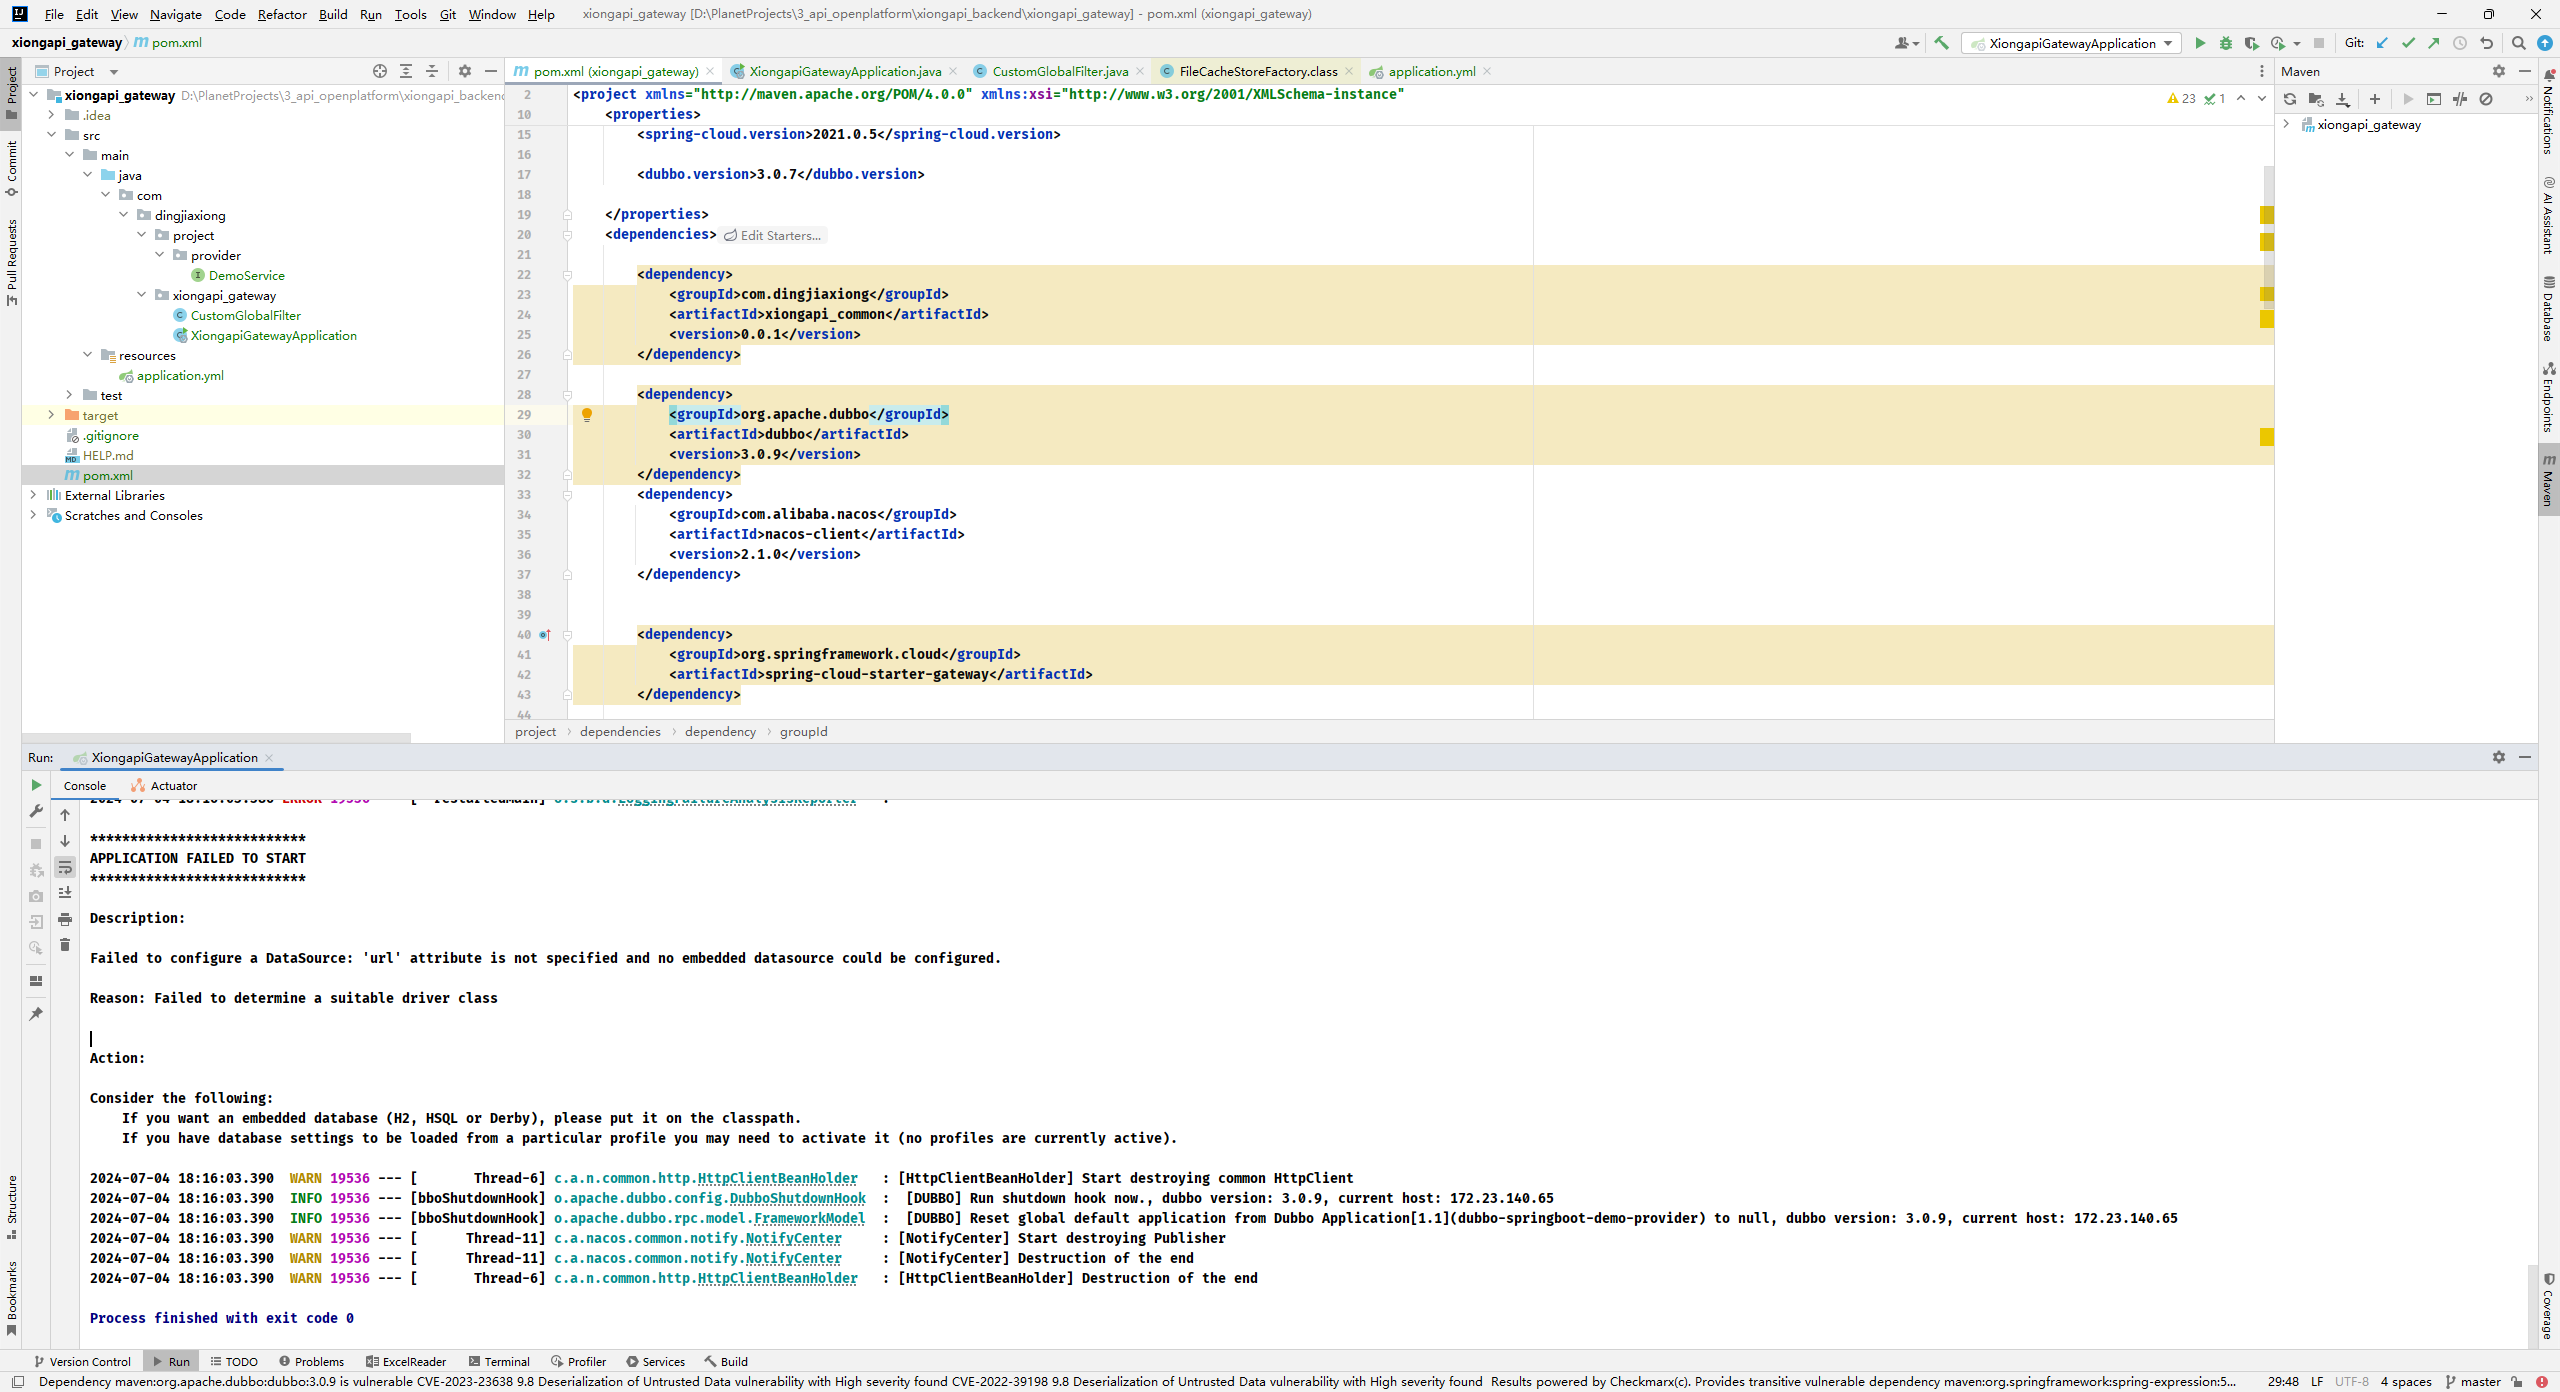 File Edit View Navigate Code Refactor Build Run Tools Git Window Help xiongapi_gateway [D:\PlanetProjects\3_api_openplatform\xiongapi_backend\xiongapi_gateway] - pom.xml (xiongapi_gateway)
xiongapi_gateway pom.xml XiongapiGatewayApplication Git:
Project pom.xml (xiongapi_gateway) XiongapiGatewayApplication.java CustomGlobalFilter.java FileCacheStoreFactory.class application.yml Maven
xiongapi_gateway D:\PlanetProjects\3_api_openplatform\xiongapi_backend
.idea
src
main
java
com
dingjiaxiong
project
provider
DemoService
xiongapi_gateway
CustomGlobalFilter
XiongapiGatewayApplication
resources
application.yml
test
target
.gitignore
HELP.md
pom.xml
External Libraries
Scratches and Consoles
2 <project xmlns="http://maven.apache.org/POM/4.0.0" xmlns:xsi="http://www.w3.org/2001/XMLSchema-instance"
23 1
10 <properties>
15 <spring-cloud.version>2021.0.5</spring-cloud.version>
16
17 <dubbo.version>3.0.7</dubbo.version>
18
19 </properties>
20 <dependencies> Edit Starters...
21
22 <dependency>
23 <groupId>com.dingjiaxiong</groupId>
24 <artifactId>xiongapi_common</artifactId>
25 <version>0.0.1</version>
26 </dependency>
27
28 <dependency>
29 <groupId>org.apache.dubbo</groupId>
30 <artifactId>dubbo</artifactId>
31 <version>3.0.9</version>
32 </dependency>
33 <dependency>
34 <groupId>com.alibaba.nacos</groupId>
35 <artifactId>nacos-client</artifactId>
36 <version>2.1.0</version>
37 </dependency>
38
39
40 <dependency>
41 <groupId>org.springframework.cloud</groupId>
42 <artifactId>spring-cloud-starter-gateway</artifactId>
43 </dependency>
44
project dependencies dependency groupId
xiongapi_gateway
Project
Commit
Pull Requests
Structure
Bookmarks
Notifications
AI Assistant
Database
Endpoints
Maven
Coverage
Run: XiongapiGatewayApplication
Console Actuator
2024-07-04 18:16:03.380 ERROR 19536 --- [ restartedMain] o.s.b.d.LoggingFailureAnalysisReporter :
***************************
APPLICATION FAILED TO START
***************************
Description:
Failed to configure a DataSource: 'url' attribute is not specified and no embedded datasource could be configured.
Reason: Failed to determine a suitable driver class
Action:
Consider the following:
If you want an embedded database (H2, HSQL or Derby), please put it on the classpath.
If you have database settings to be loaded from a particular profile you may need to activate it (no profiles are currently active).
2024-07-04 18:16:03.390 WARN 19536 --- [ Thread-6] c.a.n.common.http.HttpClientBeanHolder : [HttpClientBeanHolder] Start destroying common HttpClient
2024-07-04 18:16:03.390 INFO 19536 --- [bboShutdownHook] o.apache.dubbo.config.DubboShutdownHook : [DUBBO] Run shutdown hook now., dubbo version: 3.0.9, current host: 172.23.140.65
2024-07-04 18:16:03.390 INFO 19536 --- [bboShutdownHook] o.apache.dubbo.rpc.model.FrameworkModel : [DUBBO] Reset global default application from Dubbo Application[1.1](dubbo-springboot-demo-provider) to null, dubbo version: 3.0.9, current host: 172.23.140.65
2024-07-04 18:16:03.390 WARN 19536 --- [ Thread-11] c.a.nacos.common.notify.NotifyCenter : [NotifyCenter] Start destroying Publisher
2024-07-04 18:16:03.390 WARN 19536 --- [ Thread-11] c.a.nacos.common.notify.NotifyCenter : [NotifyCenter] Destruction of the end
2024-07-04 18:16:03.390 WARN 19536 --- [ Thread-6] c.a.n.common.http.HttpClientBeanHolder : [HttpClientBeanHolder] Destruction of the end
Process finished with exit code 0
Version Control Run TODO Problems ExcelReader Terminal Profiler Services Build
Dependency maven:org.apache.dubbo:dubbo:3.0.9 is vulnerable CVE-2023-23638 9.8 Deserialization of Untrusted Data vulnerability with High severity found CVE-2022-39198 9.8 Deserialization of Untrusted Data vulnerability with High severity found Results powered by Checkmarx(c). Provides transitive vulnerable dependency maven:org.springframework:spring-expression:5... 29:48 LF UTF-8 4 spaces master